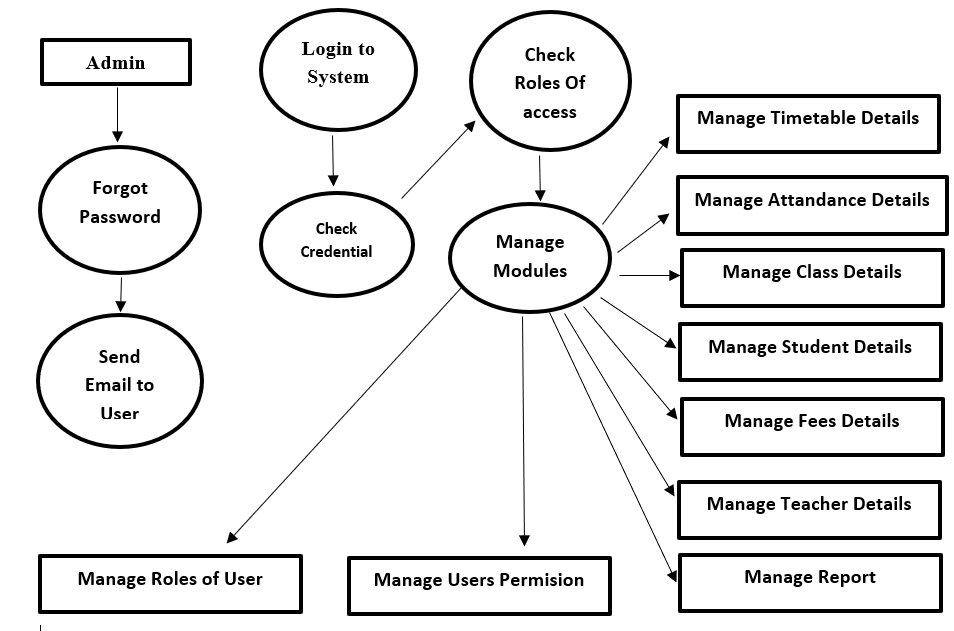 Admin
Forgot
Password
Send
Email to
User
Login to
System
Check
Credential
Check
Roles Of
access
Manage
Modules
Manage Timetable Details
Manage Attandance Details
Manage Class Details
Manage Student Details
Manage Fees Details
Manage Teacher Details
Manage Report
Manage Roles of User
Manage Users Permision